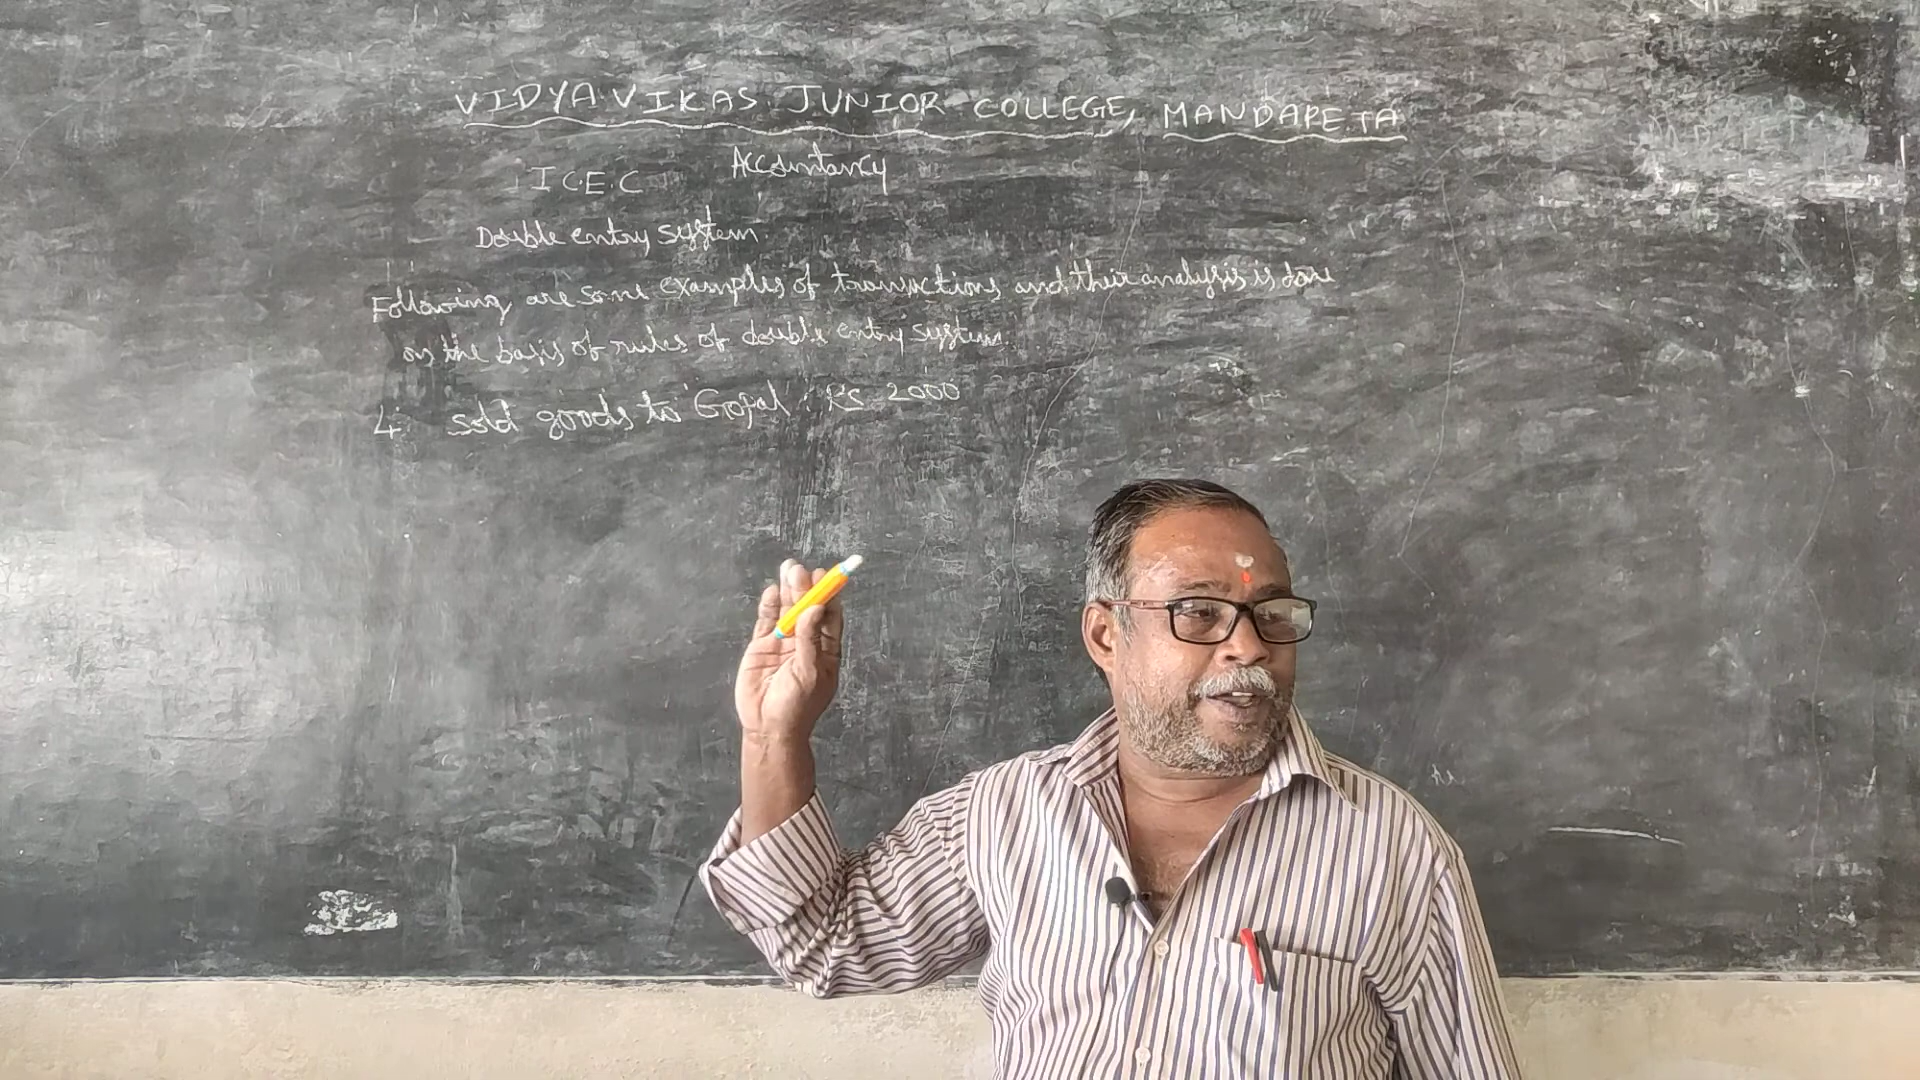 VIDYA.VIKAS.JUNIOR COLLEGE, MANDAPETA
I C.E.C
Accountancy
Double entry system
Following are some examples of transactions and their analysis is done
on the basis of rules of double entry system.
4. sold goods to Gopal Rs 2000